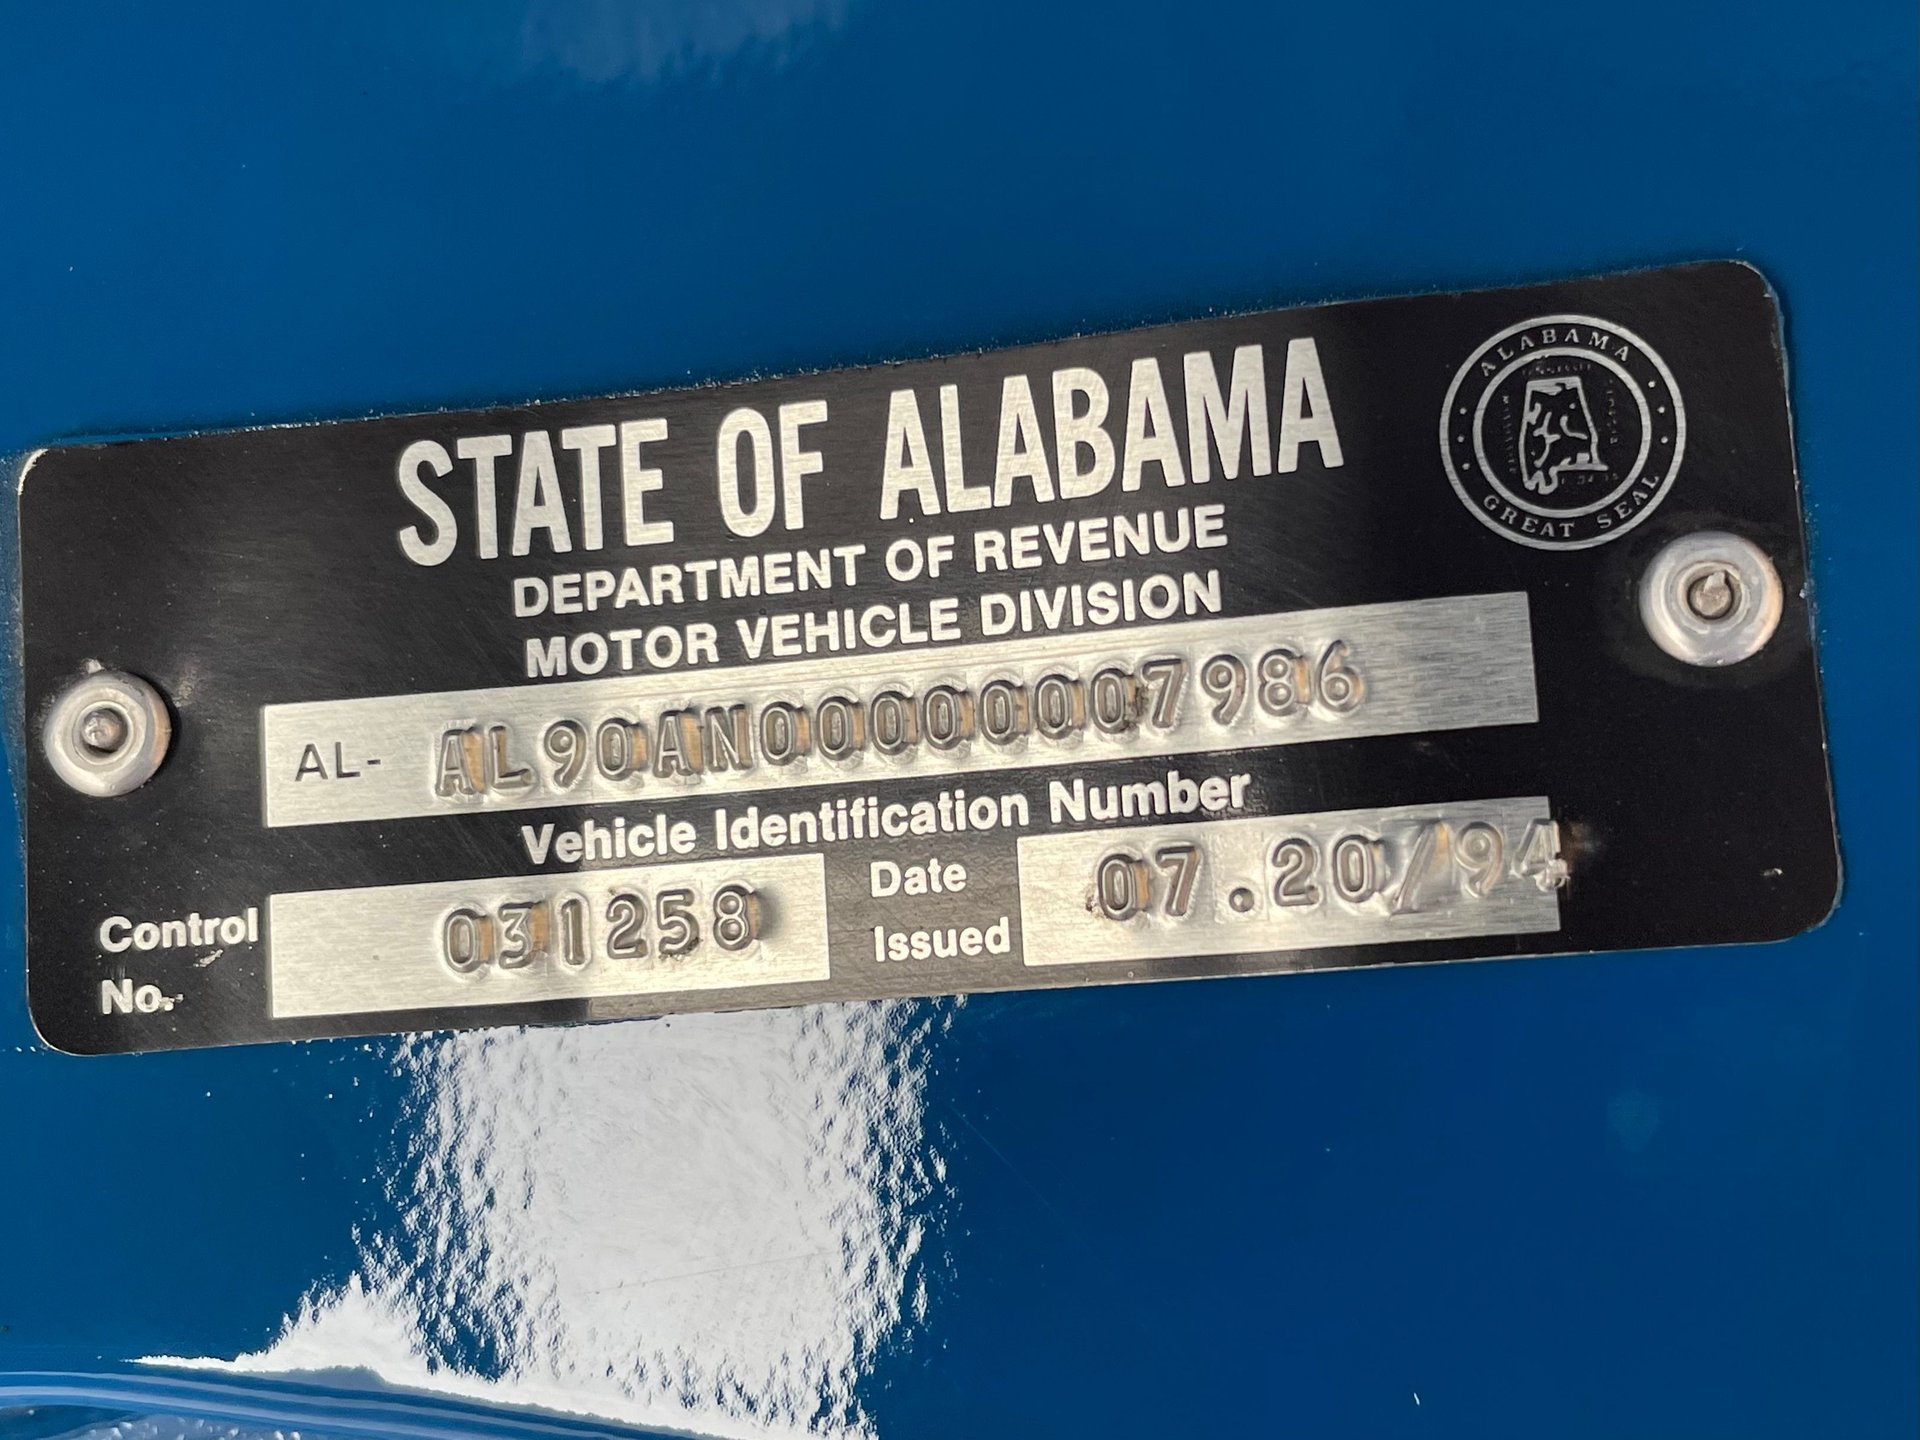 STATE OF ALABAMA
ALABAMA
GREAT SEAL
DEPARTMENT OF REVENUE
MOTOR VEHICLE DIVISION
AL- AL90AN00000007986
Vehicle Identification Number
Control No. 031258
Date Issued 07.20/94